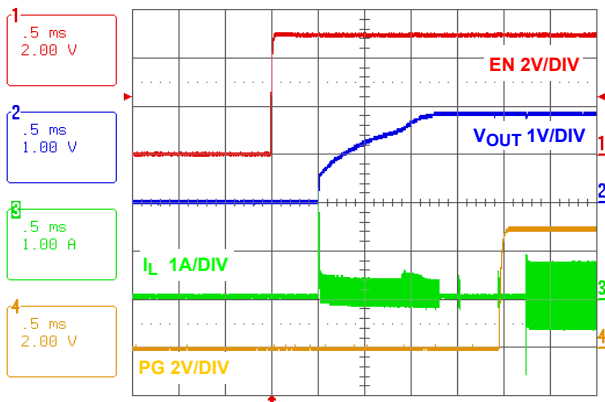 1
.5 ms
2.00 V
EN 2V/DIV
2
.5 ms
1.00 V
VOUT 1V/DIV
1
2
3
.5 ms
1.00 A
IL 1A/DIV
3
4
.5 ms
2.00 V
4
PG 2V/DIV